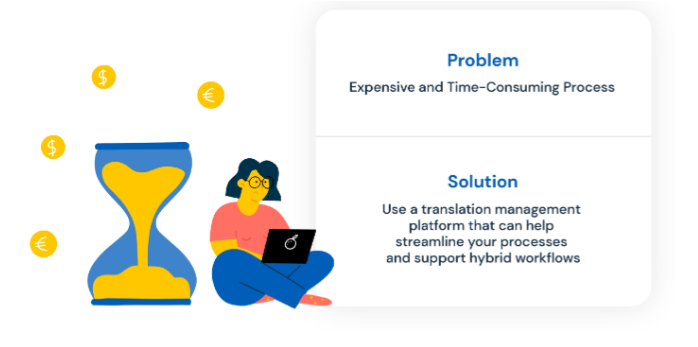 $
€
$
€
Problem
Expensive and Time-Consuming Process
Solution
Use a translation management
platform that can help
streamline your processes
and support hybrid workflows